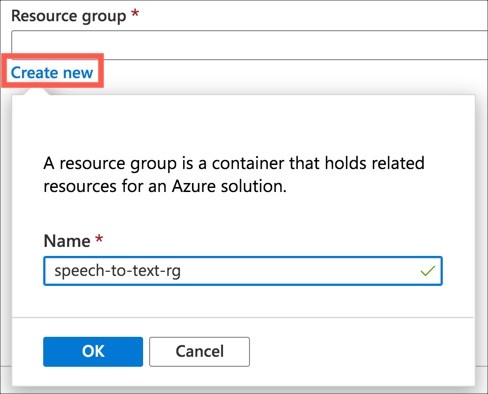 Resource group *
Create new
A resource group is a container that holds related
resources for an Azure solution.
Name *
speech-to-text-rg
OK
Cancel